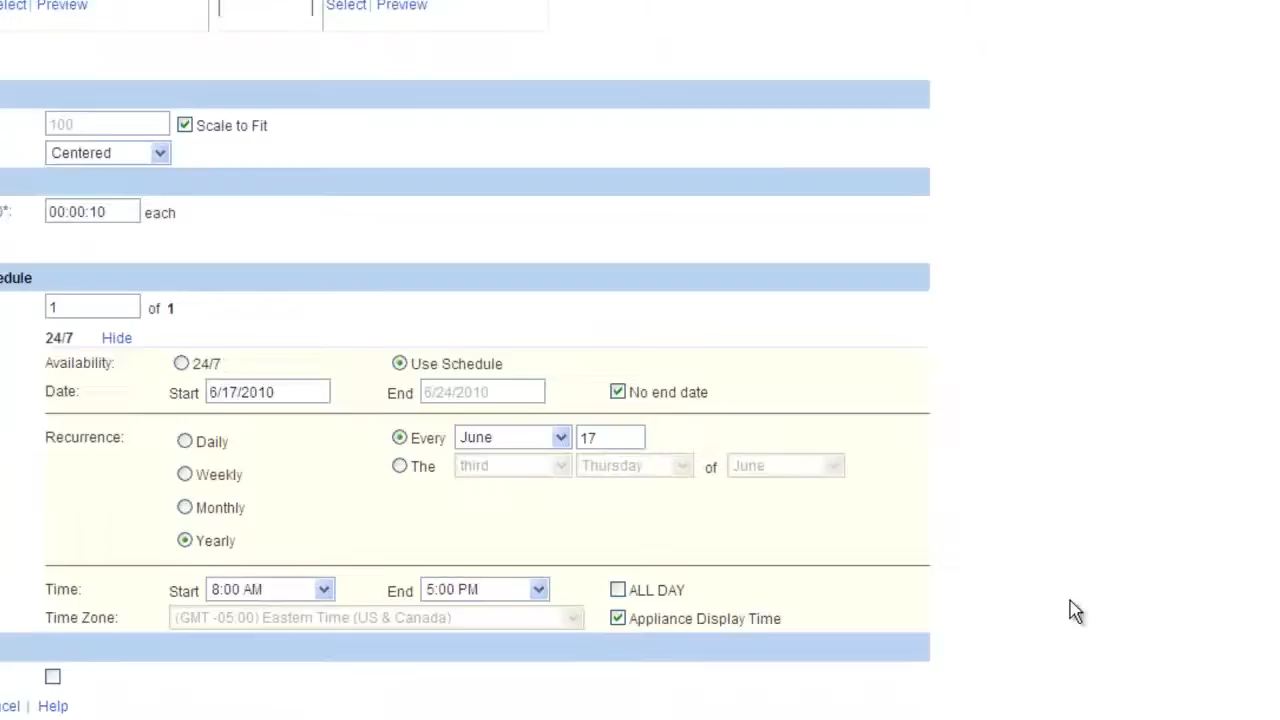 elect | Preview Select | Preview
100 Scale to Fit
Centered
00:00:10 each
edule
1 of 1
24/7 Hide
Availability: 24/7 Use Schedule
Date: Start 6/17/2010 End 6/24/2010 No end date
Recurrence: Daily Every June 17
The third Thursday of June
Weekly
Monthly
Yearly
Time: Start 8:00 AM End 5:00 PM ALL DAY
Time Zone: (GMT -05:00) Eastern Time (US & Canada) Appliance Display Time
cel | Help